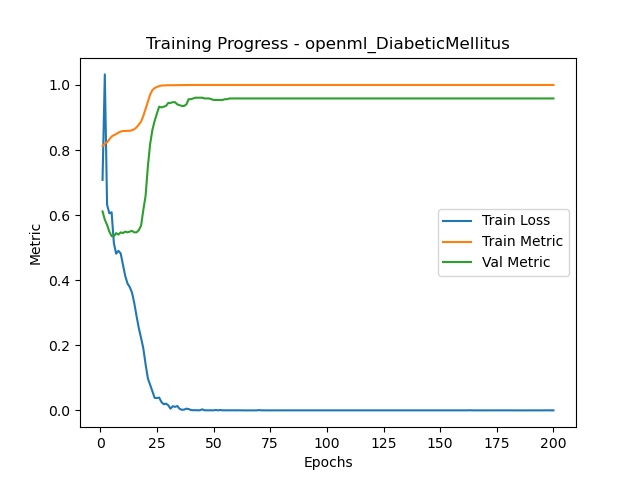 Training Progress - openml_DiabeticMellitus
Metric
1.0
0.8
0.6
0.4
0.2
0.0
Train Loss
Train Metric
Val Metric
0
25
50
75
100
125
150
175
200
Epochs